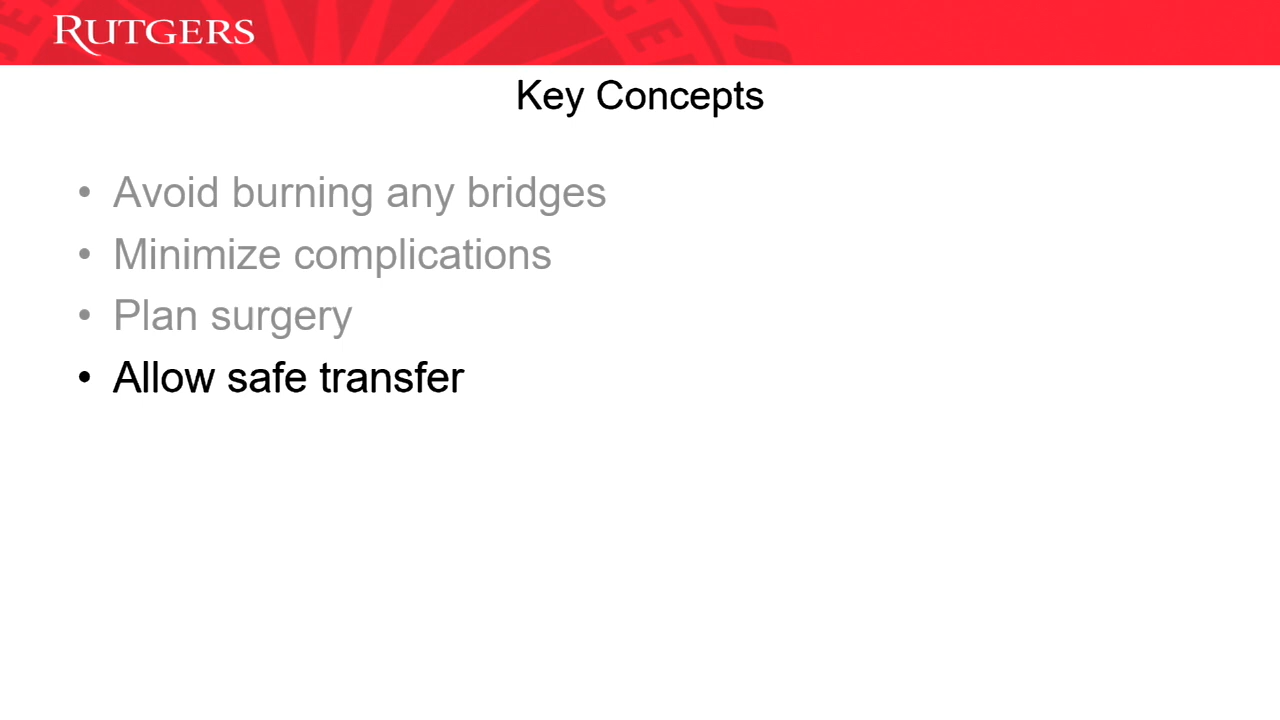 RUTGERS
Key Concepts
• Avoid burning any bridges
• Minimize complications
• Plan surgery
• Allow safe transfer